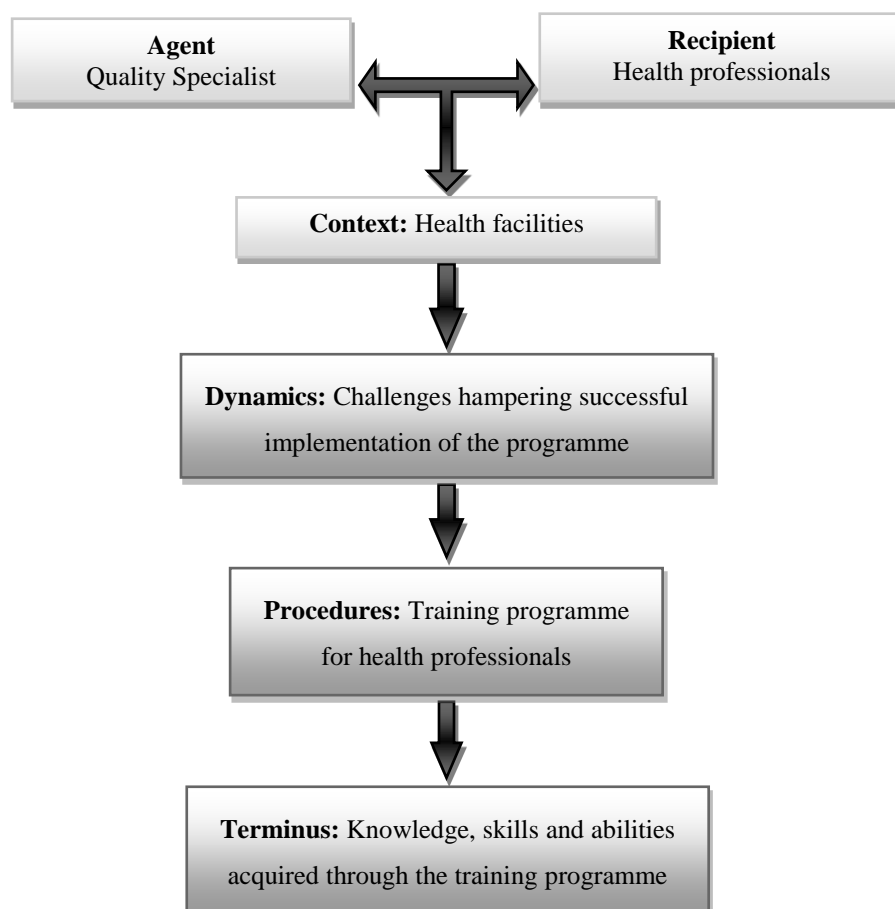 Agent
Quality Specialist
Recipient
Health professionals
Context: Health facilities
Dynamics: Challenges hampering successful
implementation of the programme
Procedures: Training programme
for health professionals
Terminus: Knowledge, skills and abilities
acquired through the training programme